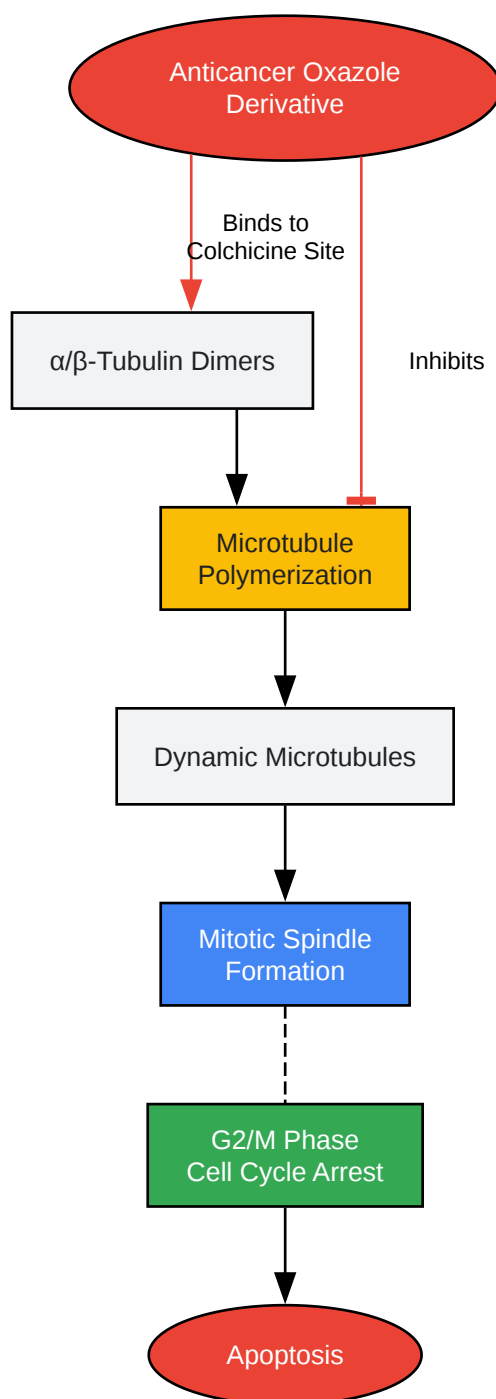 Anticancer Oxazole
Derivative
Binds to
Colchicine Site
α/β-Tubulin Dimers
Inhibits
Microtubule
Polymerization
Dynamic Microtubules
Mitotic Spindle
Formation
G2/M Phase
Cell Cycle Arrest
Apoptosis